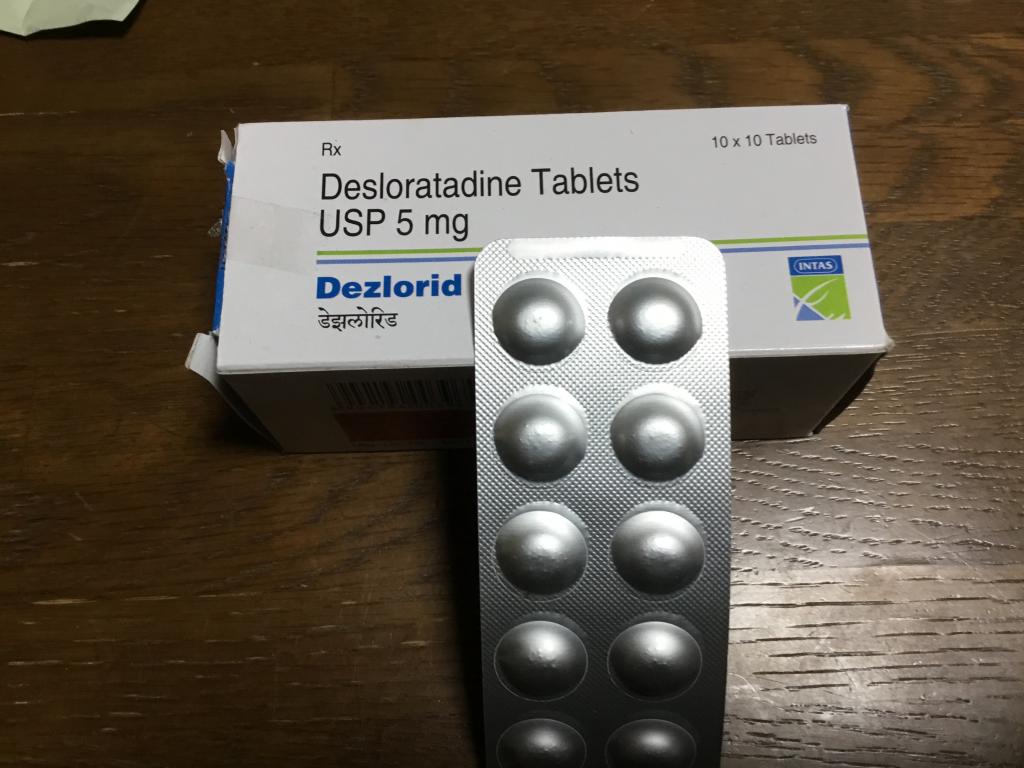 Rx
10 x 10 Tablets
Desloratadine Tablets
USP 5 mg
Dezlorid
डेझलोरिड
INTAS